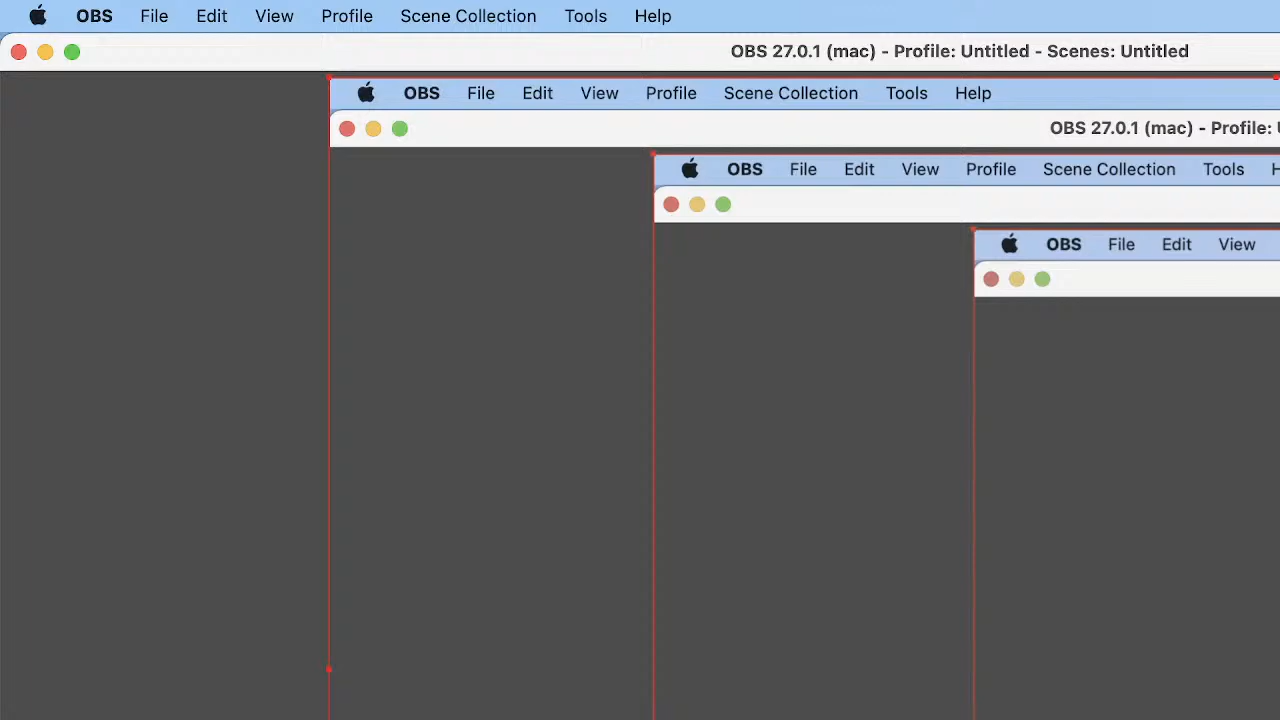 OBS File Edit View Profile Scene Collection Tools Help
OBS 27.0.1 (mac) - Profile: Untitled - Scenes: Untitled
OBS File Edit View Profile Scene Collection Tools Help
OBS 27.0.1 (mac) - Profile:
OBS File Edit View Profile Scene Collection Tools
OBS File Edit View